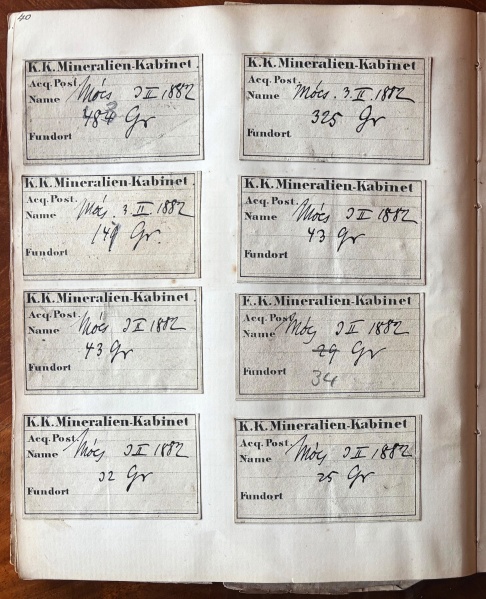 40
K.K.Mineralien-Kabinet.
Acq. Post.
Name Mócs 3 II 1882
Gr
Fundort
K.K.Mineralien-Kabinet.
Acq. Post.
Name Mócs. 3. II. 1882
325 Gr
Fundort
K.K.Mineralien-Kabinet.
Acq. Post.
Name Mócs. 3. II. 1882
Gr.
Fundort
K.K.Mineralien-Kabinet
Acq. Post.
Name Mócs 3 II 1882
43 Gr
Fundort
K.K.Mineralien-Kabinet.
Acq. Post.
Name Mócs 3 II 1882
43 Gr
Fundort
K.K.Mineralien-Kabinet.
Acq. Post.
Name Mócs 3 II 1882
29 Gr
Fundort 34
K.K.Mineralien-Kabinet
Acq. Post.
Name Mócs 3 II 1882
32 Gr
Fundort
K.K.Mineralien-Kabinet
Acq. Post.
Name Mócs 3 II 1882
25 Gr
Fundort